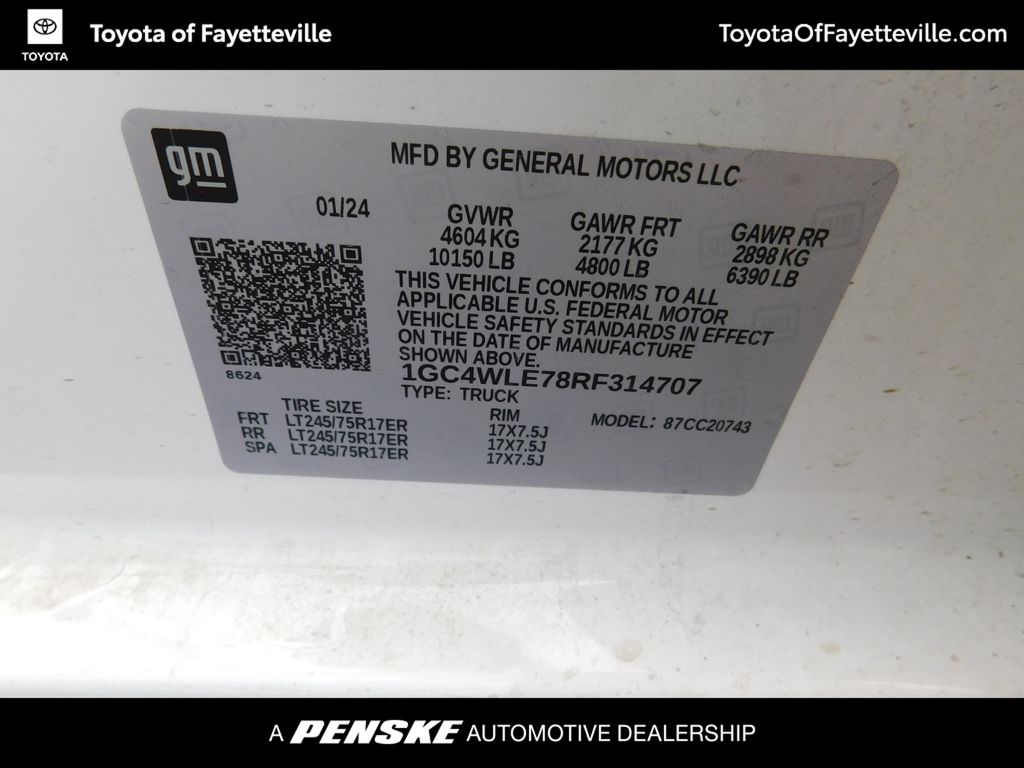 TOYOTA
Toyota of Fayetteville
ToyotaOfFayetteville.com
gm
MFD BY GENERAL MOTORS LLC
01/24
GVWR
4604 KG
10150 LB
GAWR FRT
2177 KG
4800 LB
GAWR RR
2898 KG
6390 LB
THIS VEHICLE CONFORMS TO ALL
APPLICABLE U.S. FEDERAL MOTOR
VEHICLE SAFETY STANDARDS IN EFFECT
ON THE DATE OF MANUFACTURE
SHOWN ABOVE.
8624
1GC4WLE78RF314707
TYPE: TRUCK
MODEL: 87CC20743
TIRE SIZE RIM
FRT LT245/75R17ER 17X7.5J
RR LT245/75R17ER 17X7.5J
SPA LT245/75R17ER 17X7.5J
A PENSKE AUTOMOTIVE DEALERSHIP